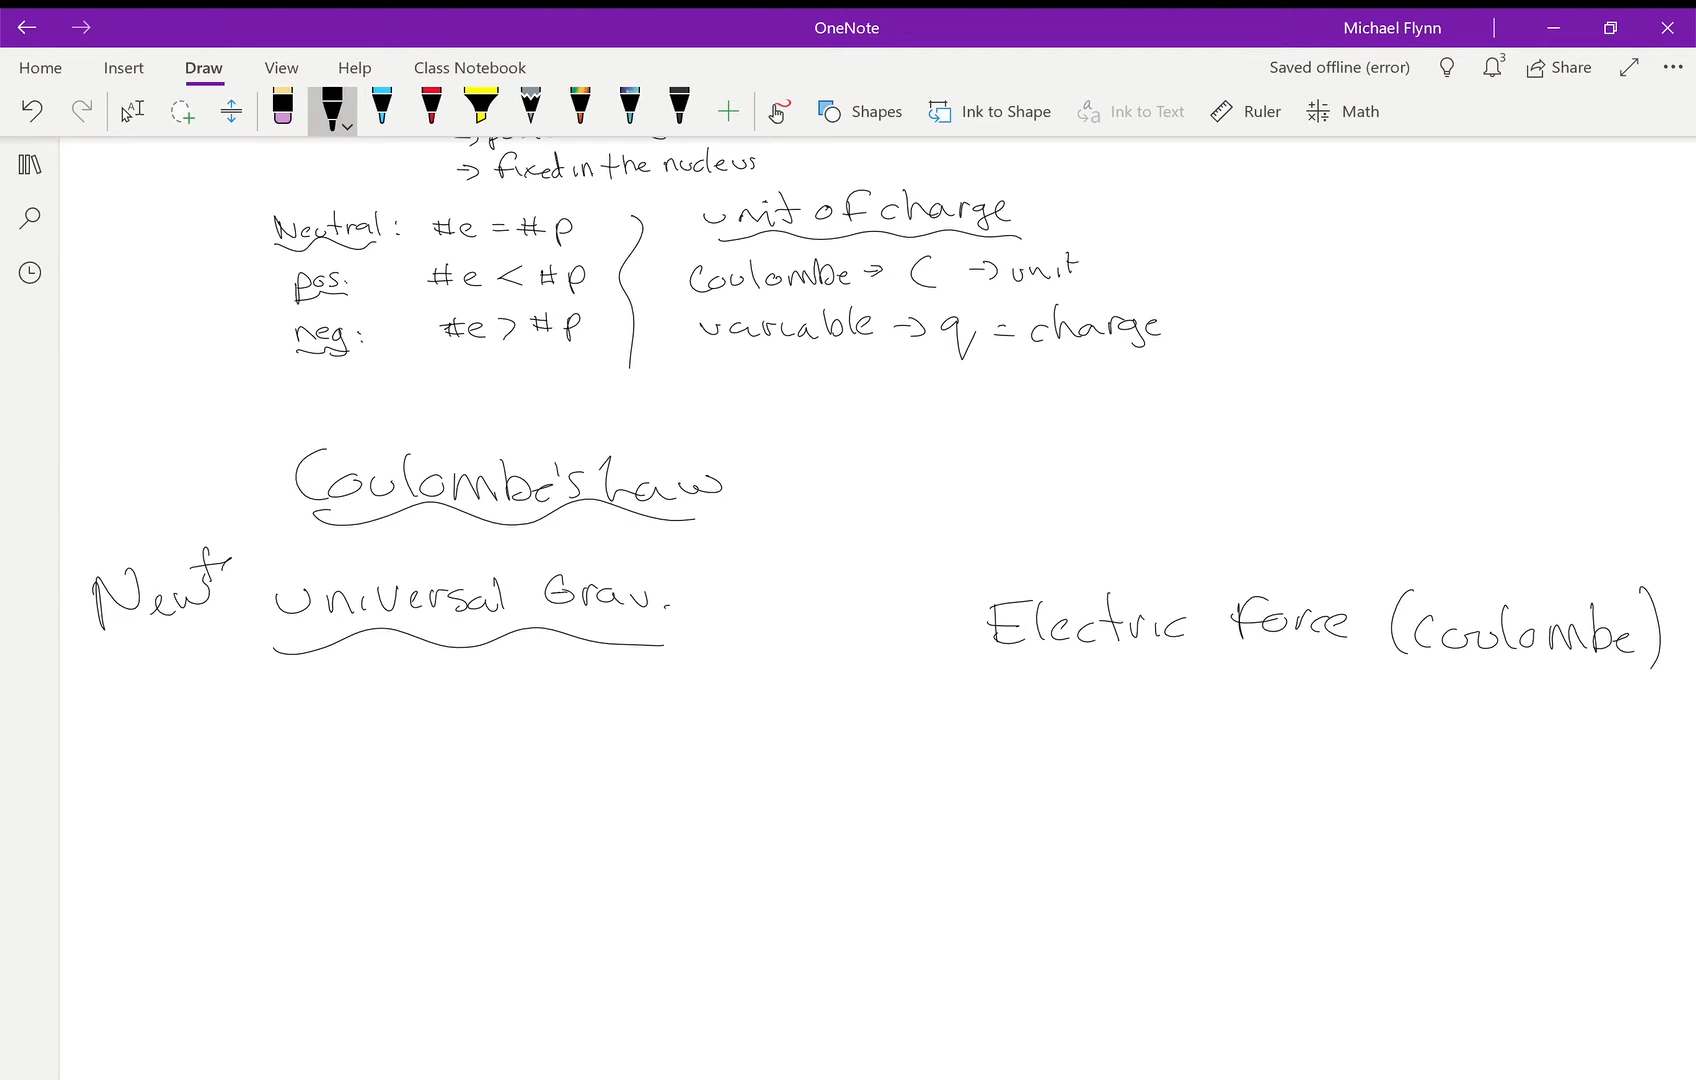 OneNote
Michael Flynn
Home Insert Draw View Help Class Notebook
Saved offline (error) 3 Share
Shapes Ink to Shape Ink to Text Ruler Math
→ fixed in the nucleus
Neutral: #e = #p
pos. #e < #p
neg: #e > #p
unit of charge
Coulombe → C → unit
variable → q = charge
Coulombe's Law
Newt universal Grav.
Electric Force (Coulombe)